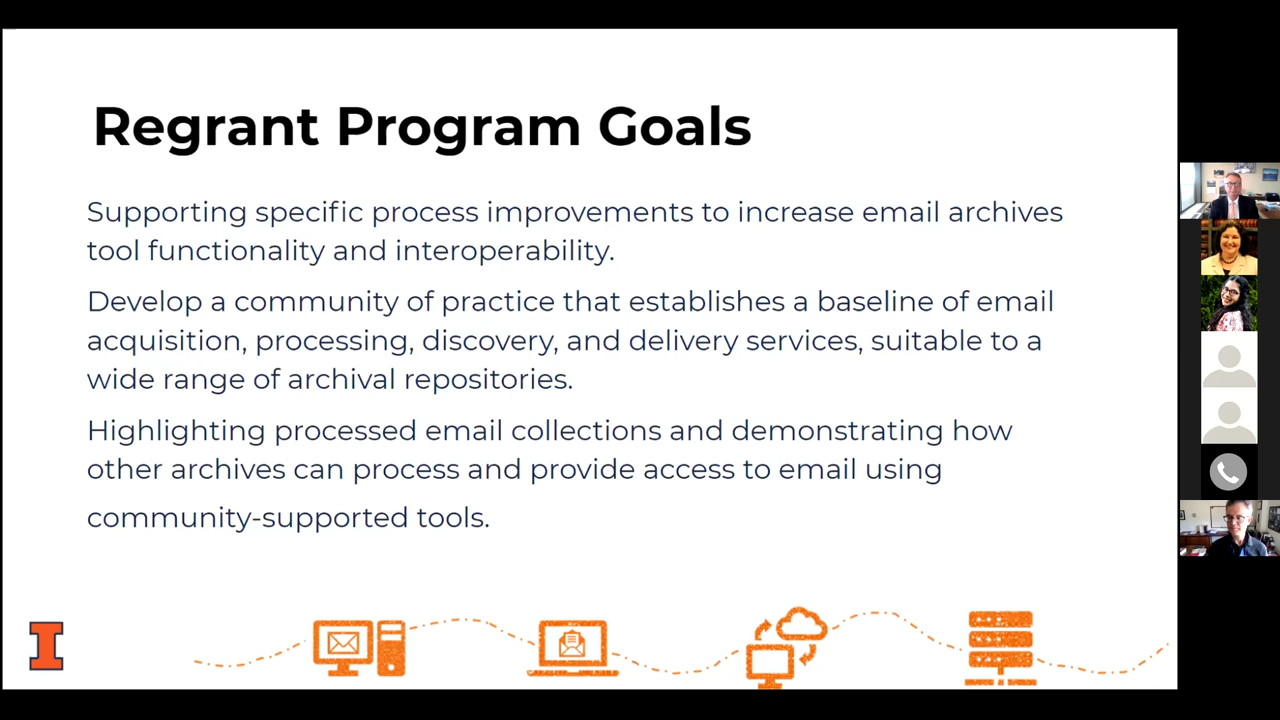 Regrant Program Goals
Supporting specific process improvements to increase email archives
tool functionality and interoperability.
Develop a community of practice that establishes a baseline of email
acquisition, processing, discovery, and delivery services, suitable to a
wide range of archival repositories.
Highlighting processed email collections and demonstrating how
other archives can process and provide access to email using
community-supported tools.
I